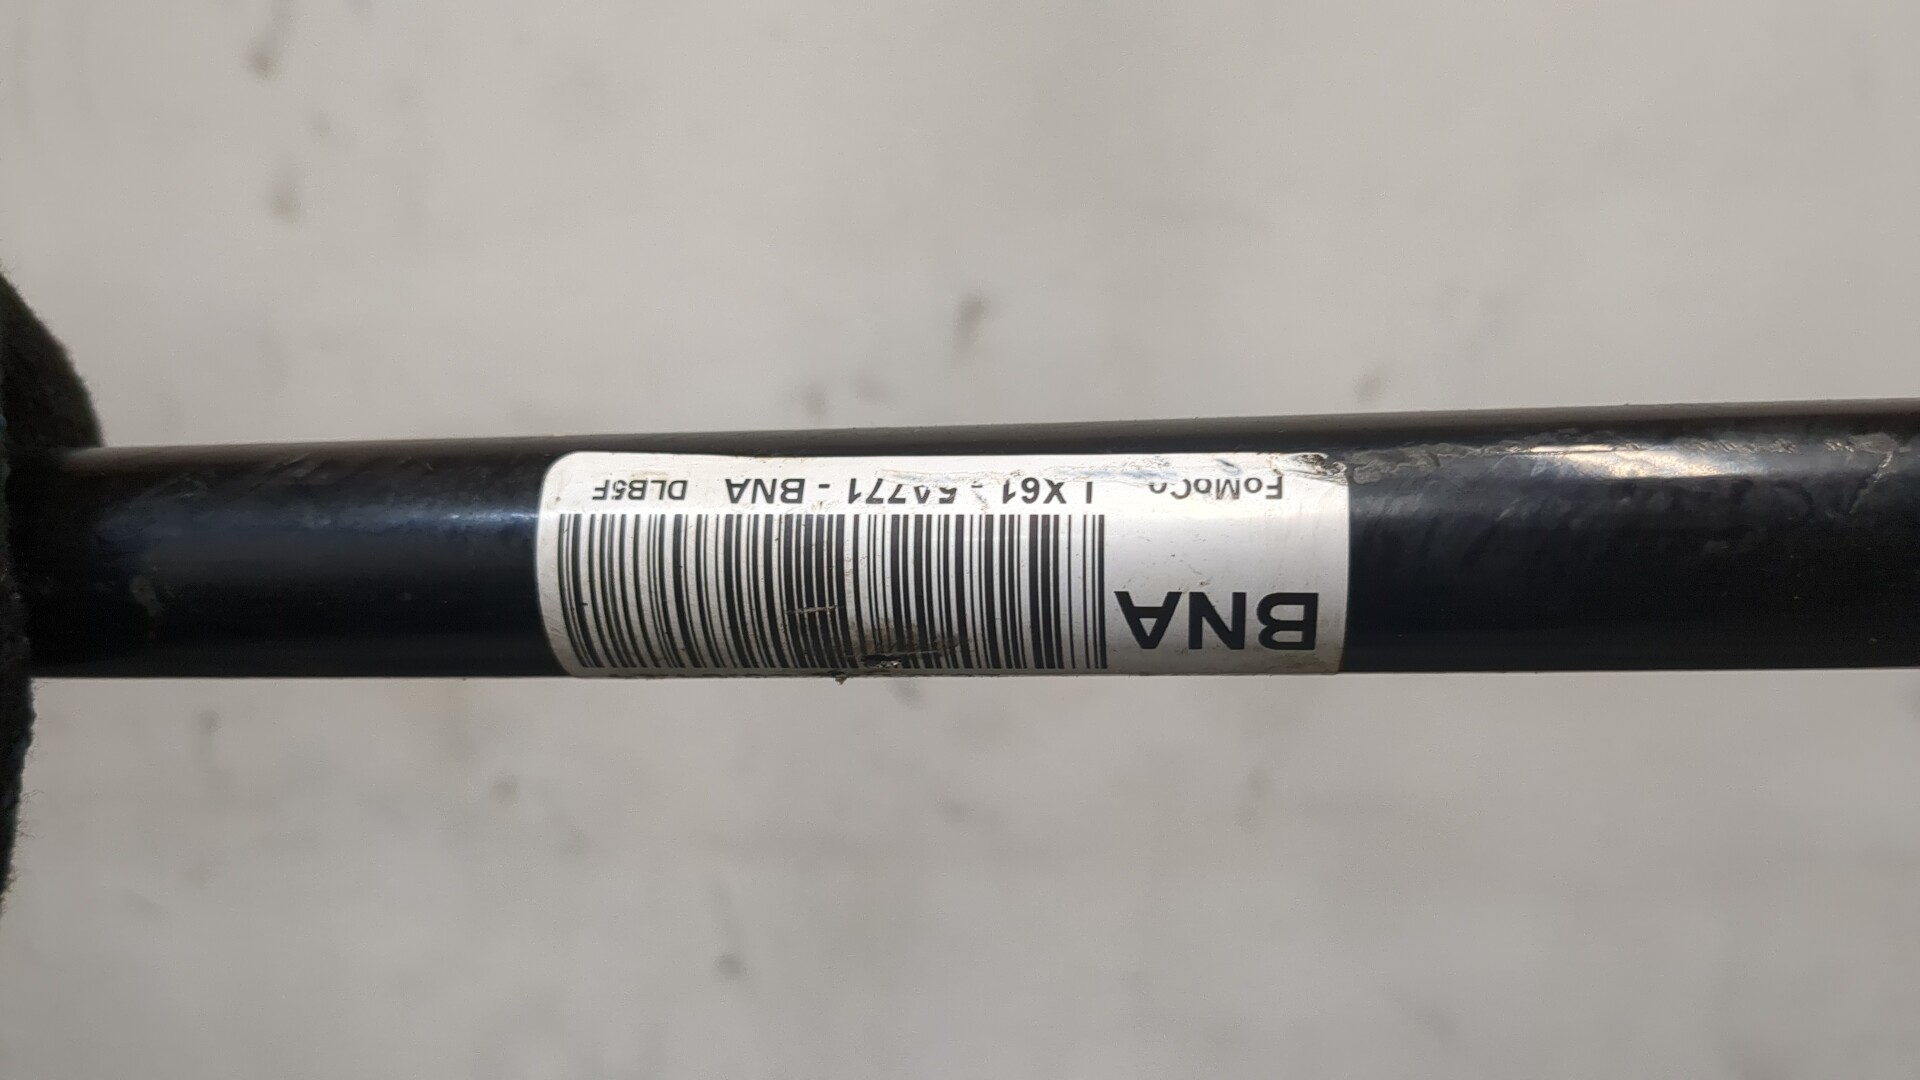 FoMoCo LX61 - 5A771 - BNA DLB5F
BNA